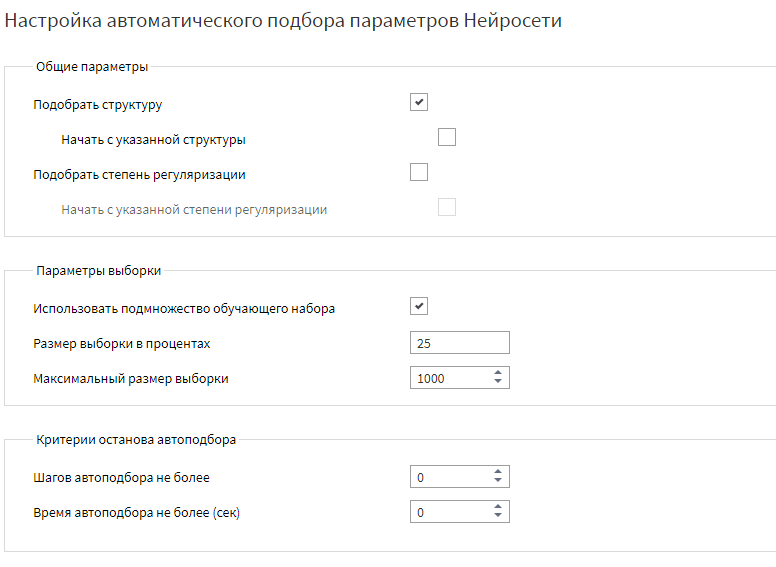 Настройка автоматического подбора параметров Нейросети
Общие параметры
Подобрать структуру
Начать с указанной структуры
Подобрать степень регуляризации
Начать с указанной степени регуляризации
Параметры выборки
Использовать подмножество обучающего набора
Размер выборки в процентах 25
Максимальный размер выборки 1000
Критерии останова автоподбора
Шагов автоподбора не более 0
Время автоподбора не более (сек) 0